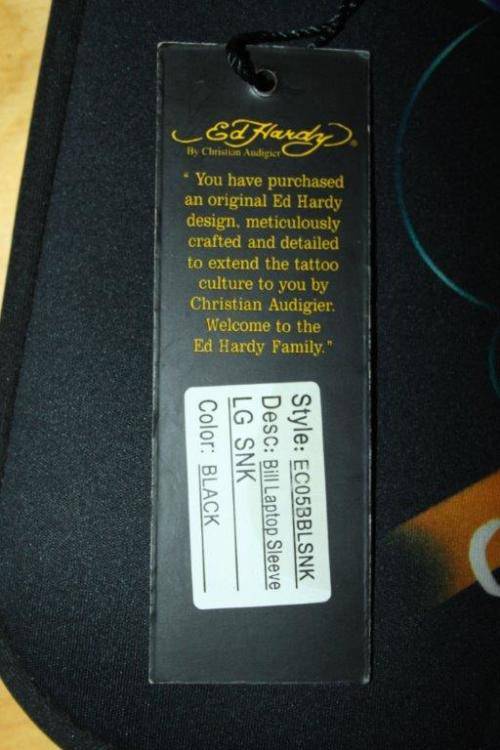 Ed Hardy®
By Christian Audigier
" You have purchased
an original Ed Hardy
design, meticulously
crafted and detailed
to extend the tattoo
culture to you by
Christian Audigier.
Welcome to the
Ed Hardy Family."
Style: EC05BBLSNK
Desc: Bill Laptop Sleeve
LG SNK
Color: BLACK